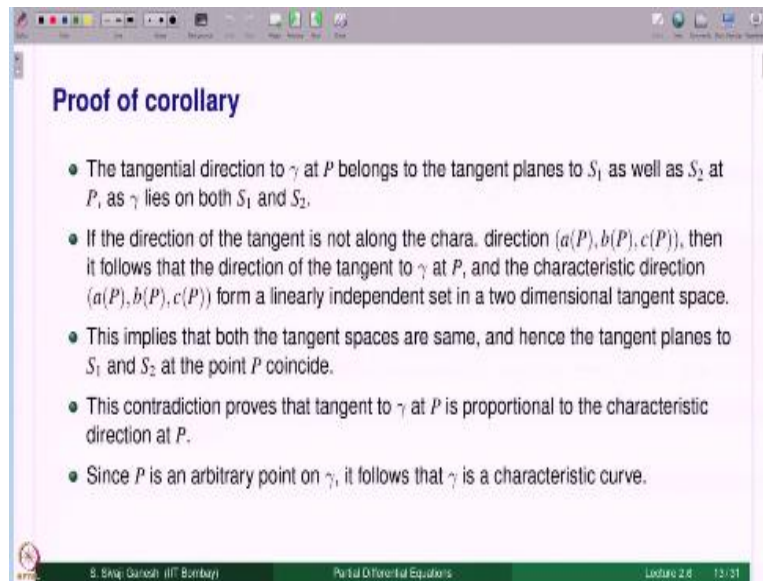 Proof of corollary
The tangential direction to γ at P belongs to the tangent planes to S₁ as well as S₂ at
P, as γ lies on both S₁ and S₂.
If the direction of the tangent is not along the chara. direction (a(P), b(P), c(P)), then
it follows that the direction of the tangent to γ at P, and the characteristic direction
(a(P), b(P), c(P)) form a linearly independent set in a two dimensional tangent space.
This implies that both the tangent spaces are same, and hence the tangent planes to
S₁ and S₂ at the point P coincide.
This contradiction proves that tangent to γ at P is proportional to the characteristic
direction at P.
Since P is an arbitrary point on γ, it follows that γ is a characteristic curve.
S. Sivaji Ganesh (IIT Bombay) Partial Differential Equations Lecture 2.6 13/31